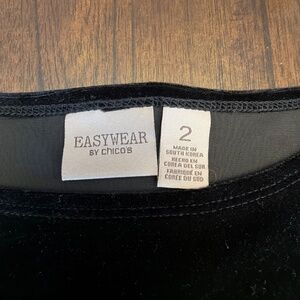 EASYWEAR
BY CHICO'S
2
MADE IN
SOUTH KOREA
HECHO EN
COREA DEL SUR
FABRIQUÉ EN
CORÉE DU SUD